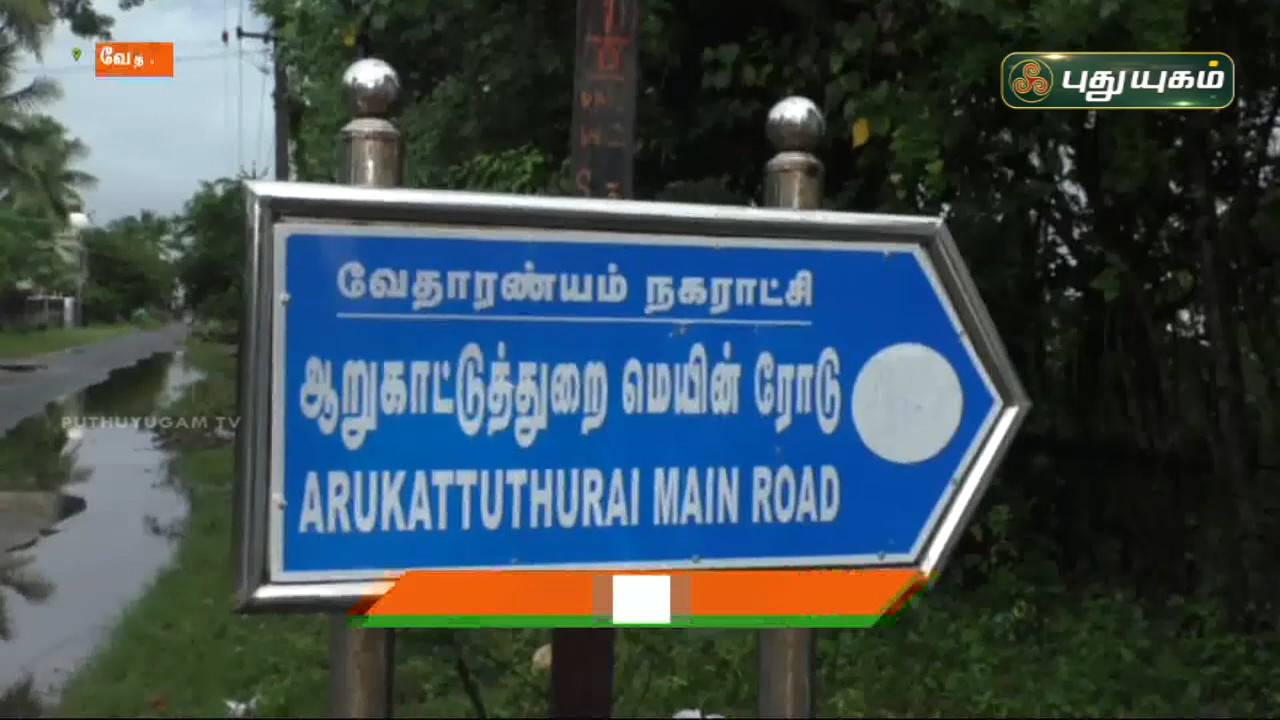 வேத
புதுயுகம்
வேதாரண்யம் நகராட்சி
ஆறுகாட்டுத்துறை மெயின் ரோடு
ARUKATTUTHURAI MAIN ROAD
PUTHUYUGAM TV